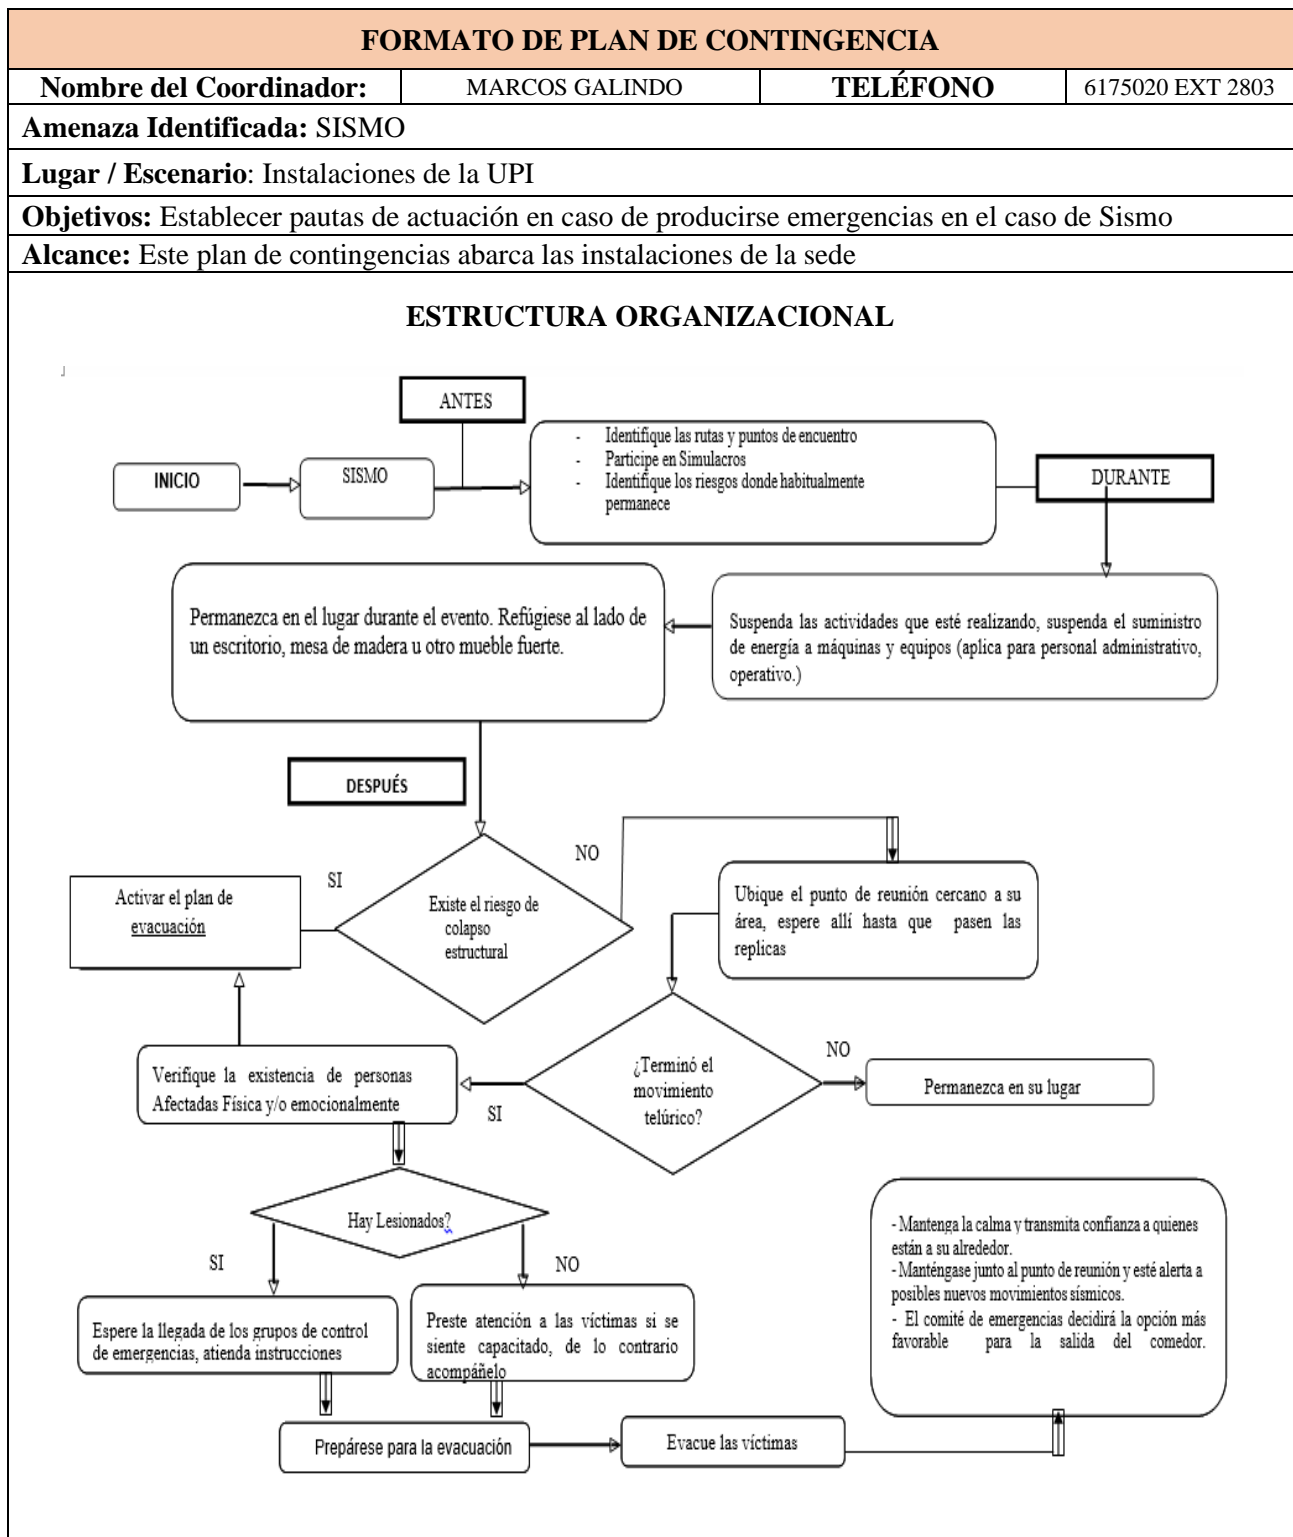 FORMATO DE PLAN DE CONTINGENCIA
Nombre del Coordinador: MARCOS GALINDO TELÉFONO 6175020 EXT 2803
Amenaza Identificada: SISMO
Lugar / Escenario: Instalaciones de la UPI
Objetivos: Establecer pautas de actuación en caso de producirse emergencias en el caso de Sismo
Alcance: Este plan de contingencias abarca las instalaciones de la sede
ESTRUCTURA ORGANIZACIONAL
ANTES
INICIO
SISMO
- Identifique las rutas y puntos de encuentro
- Participe en Simulacros
- Identifique los riesgos donde habitualmente
permanece
DURANTE
Suspenda las actividades que esté realizando, suspenda el suministro
de energía a máquinas y equipos (aplica para personal administrativo,
operativo.)
Permanezca en el lugar durante el evento. Refúgiese al lado de
un escritorio, mesa de madera u otro mueble fuerte.
DESPUÉS
Existe el riesgo de
colapso
estructural
SI
NO
Activar el plan de
evacuación
Ubique el punto de reunión cercano a su
área, espere allí hasta que pasen las
replicas
¿Terminó el
movimiento
telúrico?
NO
Permanezca en su lugar
SI
Verifique la existencia de personas
Afectadas Física y/o emocionalmente
Hay Lesionados?
SI
NO
Espere la llegada de los grupos de control
de emergencias, atienda instrucciones
Preste atención a las víctimas si se
siente capacitado, de lo contrario
acompáñelo
Prepárese para la evacuación
Evacue las víctimas
- Mantenga la calma y transmita confianza a quienes
están a su alrededor.
- Manténgase junto al punto de reunión y esté alerta a
posibles nuevos movimientos sísmicos.
- El comité de emergencias decidirá la opción más
favorable para la salida del comedor.